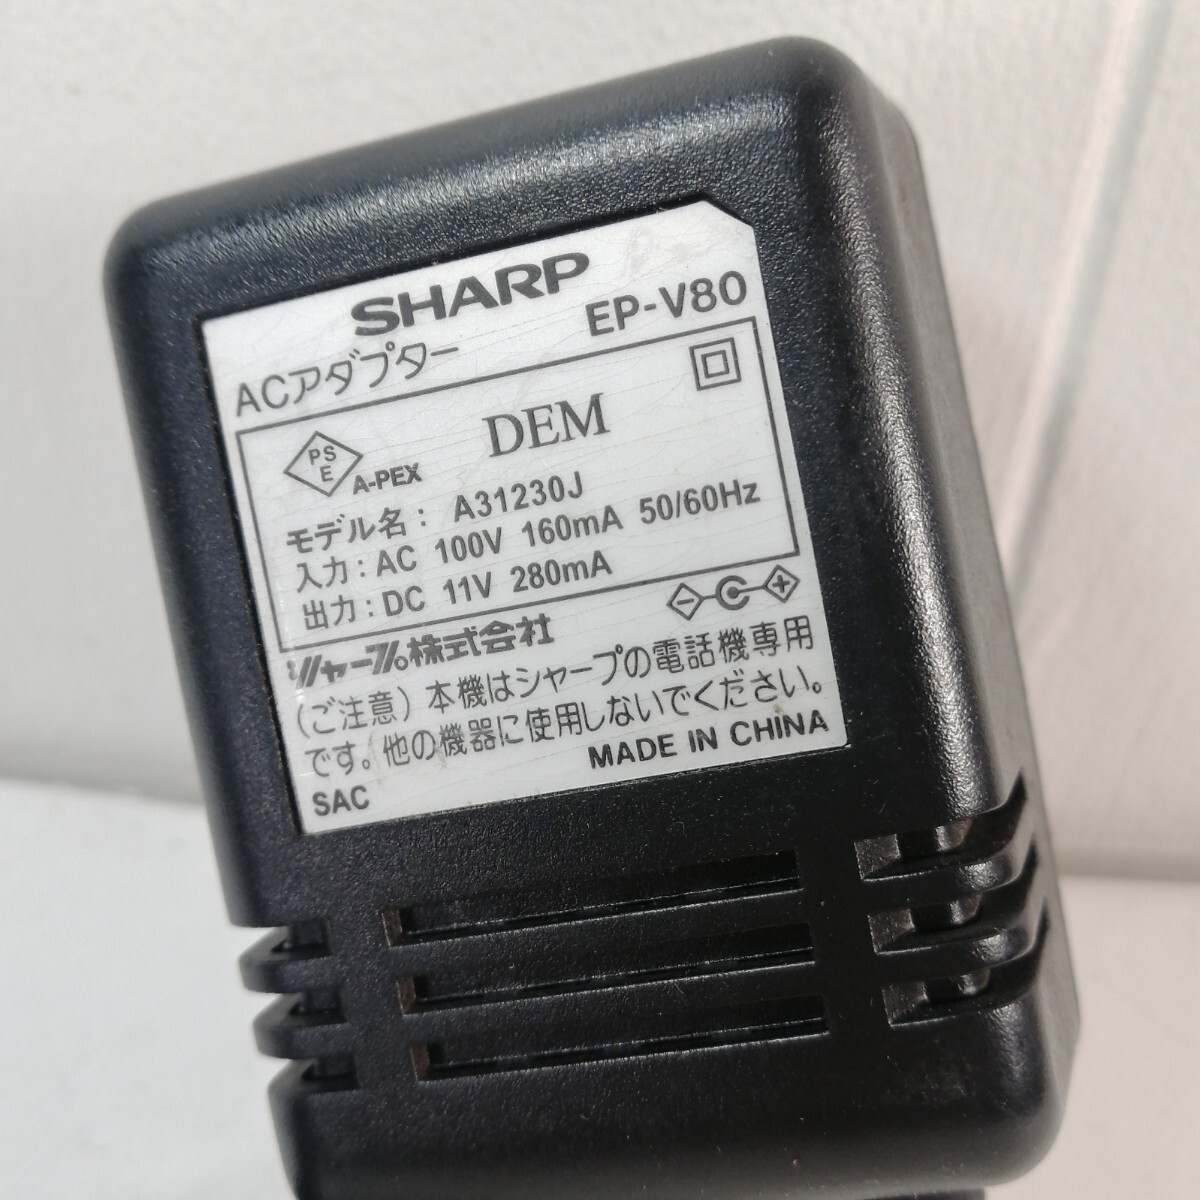 SHARP
EP-V80
ACアダプター
PSE
A-PEX
DEM
モデル名： A31230J
入力：AC 100V 160mA 50/60Hz
出力：DC 11V 280mA
シャープ株式会社
(ご注意) 本機はシャープの電話機専用
です。他の機器に使用しないでください。
SAC
MADE IN CHINA